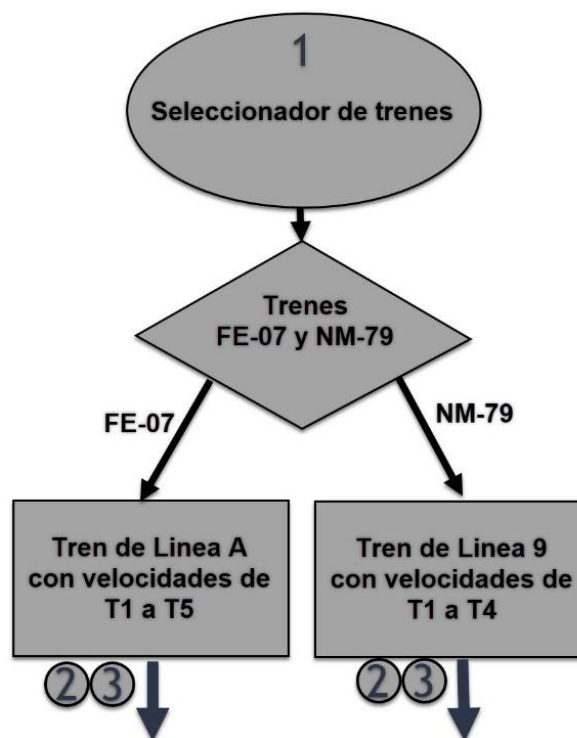 1
Seleccionador de trenes
Trenes
FE-07 y NM-79
FE-07
NM-79
Tren de Linea A
con velocidades de
T1 a T5
Tren de Linea 9
con velocidades de
T1 a T4
2 3
2 3